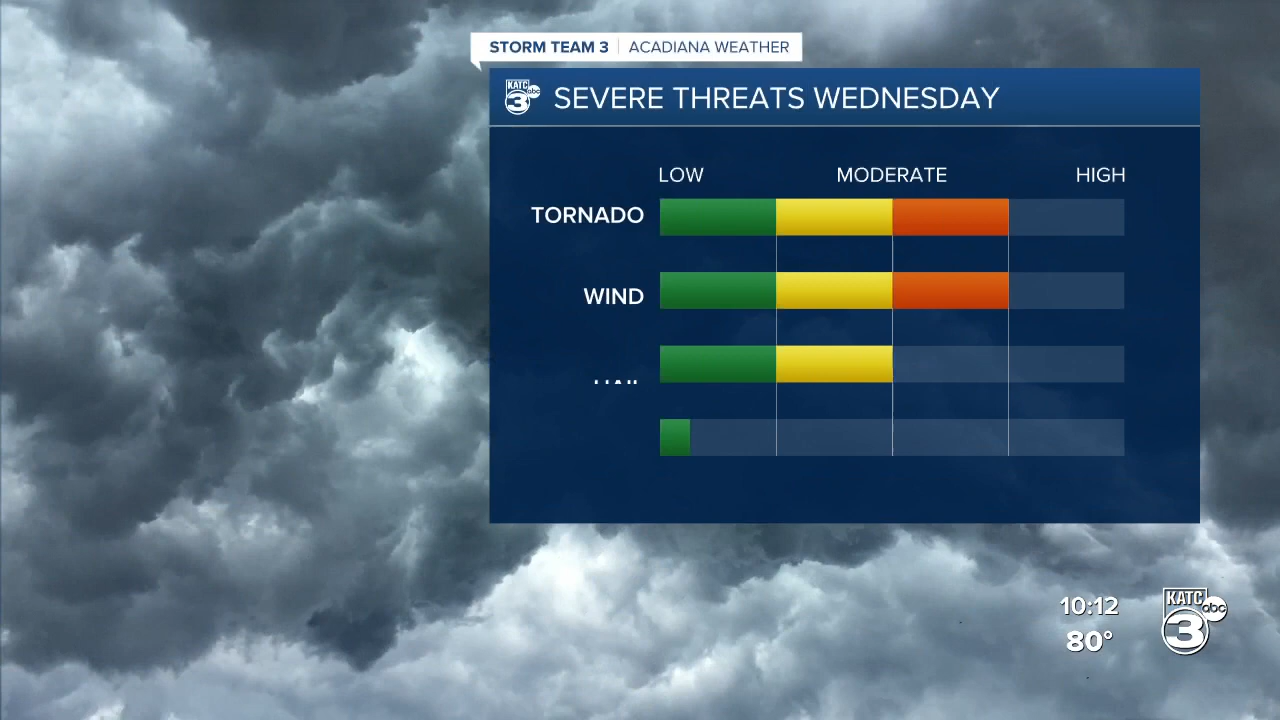 STORM TEAM 3 | ACADIANA WEATHER
KATC 3 abc SEVERE THREATS WEDNESDAY
LOW MODERATE HIGH
TORNADO
WIND
10:12
80°
KATC 3 abc